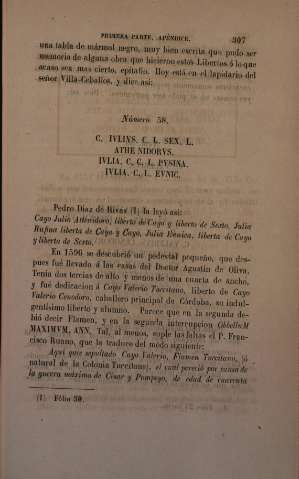 PRIMERA PARTE. APÉNDICE. 307
una tabla de mármol negro, muy bien escrita que pudo ser
memoria de alguna obra que hicieron estos Libertos ó lo que
acaso sea mas cierto, epitafio. Hoy está en el lapidario del
señor Villa-Ceballos, y dice asi:
Número 58.
C. IVLIVS. C. L. SEX. L.
ATHE NIDORVS.
IVLIA, C, C, L. PVSINA.
IVLIA, C, L. EVNIC.
Pedro Diaz de Rivas (1) la leyó asi:
Cayo Julio Athenidoro, liberto de Cayo y liberto de Sexto, Julia
Rufina liberta de Cayo y Cayo, Julia Eunica, liberta de Cayo
y liberto de Sexto.
En 1596 se descubrió un pedestal pequeño, que des-
pues fué llevado á las casas del Doctor Agustin de Oliva,
Tenia dos tercias de alto y menos de una cuarta de ancho,
y fué dedicacion á Cayo Valerio Tuccitano, liberto de Cayo
Valerio Cenodoro, caballero principal de Córdoba, su indul-
gentísimo liberto y alumno. Parece que en la segunda de-
bió decir Flamen, y en la segunda interrupcion
MAXIMVM, ANN, Tal, al menos, suple las faltas el P. Fran-
cisco Ruano, que la traduce del modo siguiente:
Aqui yace sepultado Cayo Valerio, Flamen Tuccitano, (ó
natural de la Colonia Tuccitana), el cual pereció por causa de
la guerra máxima de César y Pompeyo, de edad de cuarenta
(1) Fólio 30.